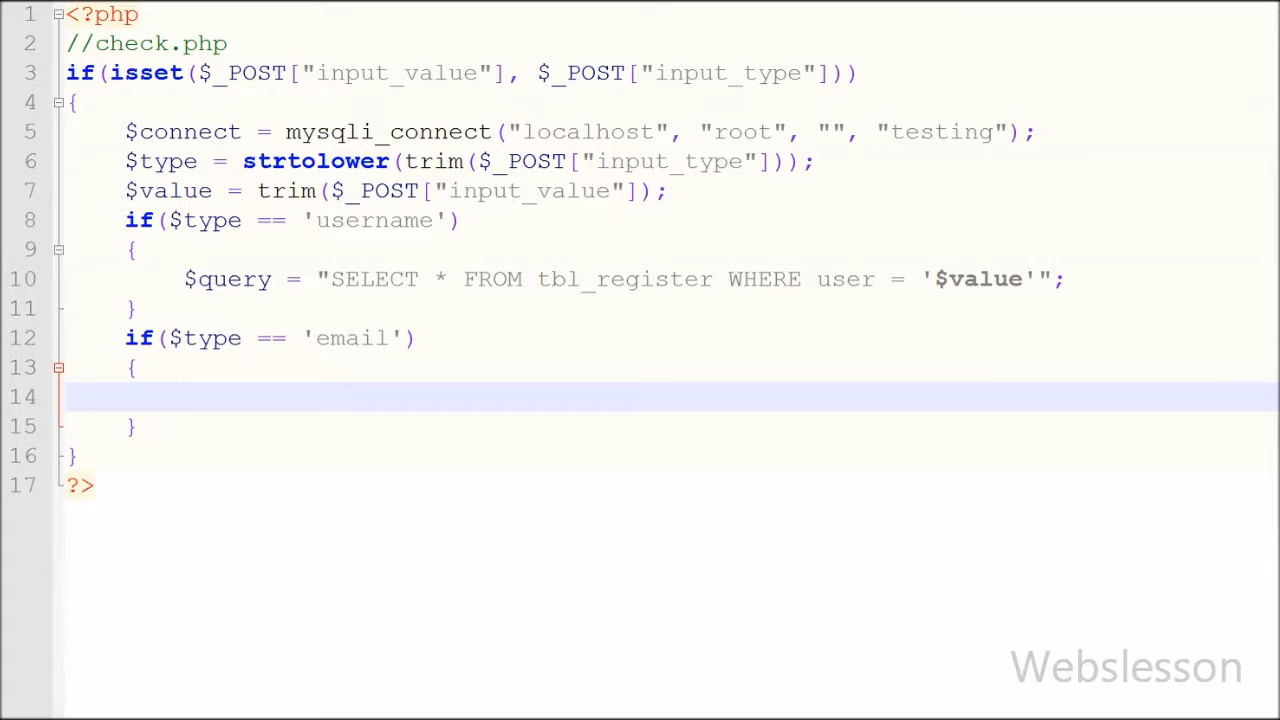 1 <?php
2 //check.php
3 if(isset($_POST["input_value"], $_POST["input_type"]))
4 {
5     $connect = mysqli_connect("localhost", "root", "", "testing");
6     $type = strtolower(trim($_POST["input_type"]));
7     $value = trim($_POST["input_value"]);
8     if($type == 'username')
9     {
10         $query = "SELECT * FROM tbl_register WHERE user = '$value'";
11     }
12     if($type == 'email')
13     {
14
15     }
16 }
17 ?>
Webslesson